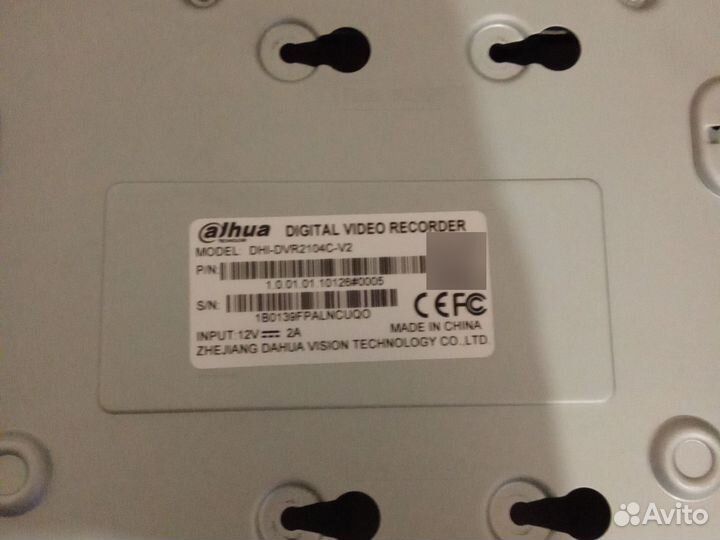 alhua TECHNOLOGY DIGITAL VIDEO RECORDER
MODEL: DHI-DVR2104C-V2
P/N:
1.0.01.01.10126#0005
S/N:
1B0139FPALNCUQO
CE FC
INPUT:12V 2A MADE IN CHINA
ZHEJIANG DAHUA VISION TECHNOLOGY CO.,LTD.
Avito